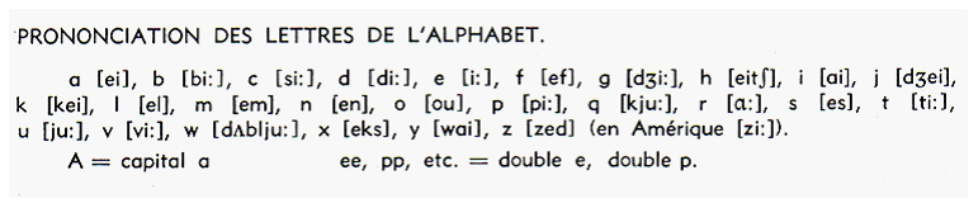 PRONONCIATION DES LETTRES DE L'ALPHABET.
a [ei], b [bi:], c [si:], d [di:], e [i:], f [ef], g [dʒi:], h [eitʃ], i [ai], j [dʒei],
k [kei], l [el], m [em], n [en], o [ou], p [pi:], q [kju:], r [ɑ:], s [es], t [ti:],
u [ju:], v [vi:], w [dʌblju:], x [eks], y [wai], z [zed] (en Amérique [zi:]).
A = capital a ee, pp, etc. = double e, double p.